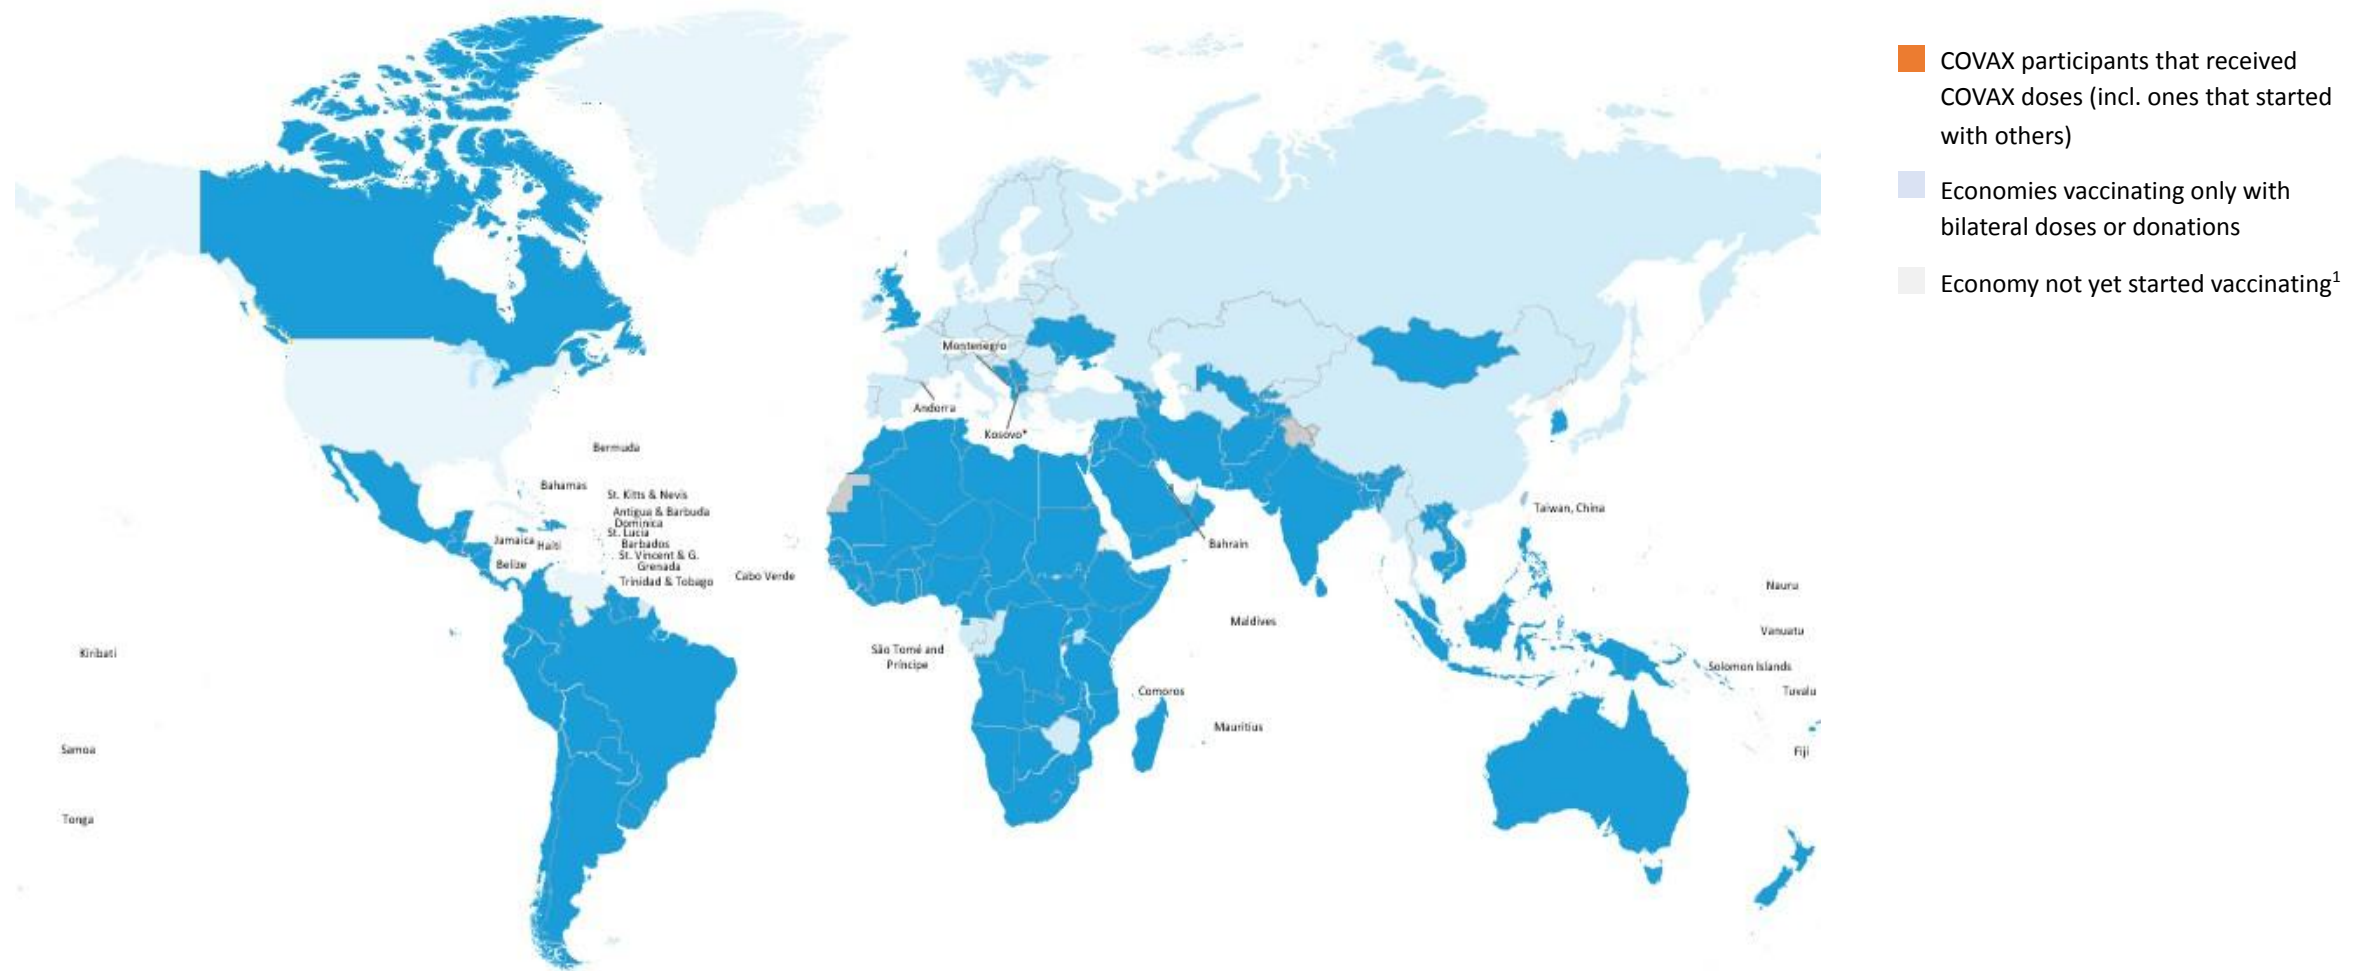 COVAX participants that received
COVAX doses (incl. ones that started
with others)
Economies vaccinating only with
bilateral doses or donations
Economy not yet started vaccinating¹
Montenegro
Andorra
Kosovo*
Bermuda
Bahamas
St. Kitts & Nevis
Antigua & Barbuda
Dominica
St. Lucia
Jamaica
Haiti
Barbados
St. Vincent & G.
Belize
Grenada
Trinidad & Tobago
Cabo Verde
Taiwan, China
Bahrain
Nauru
Maldives
Vanuatu
Kiribati
São Tomé and
Príncipe
Solomon Islands
Comoros
Tuvalu
Mauritius
Samoa
Fiji
Tonga